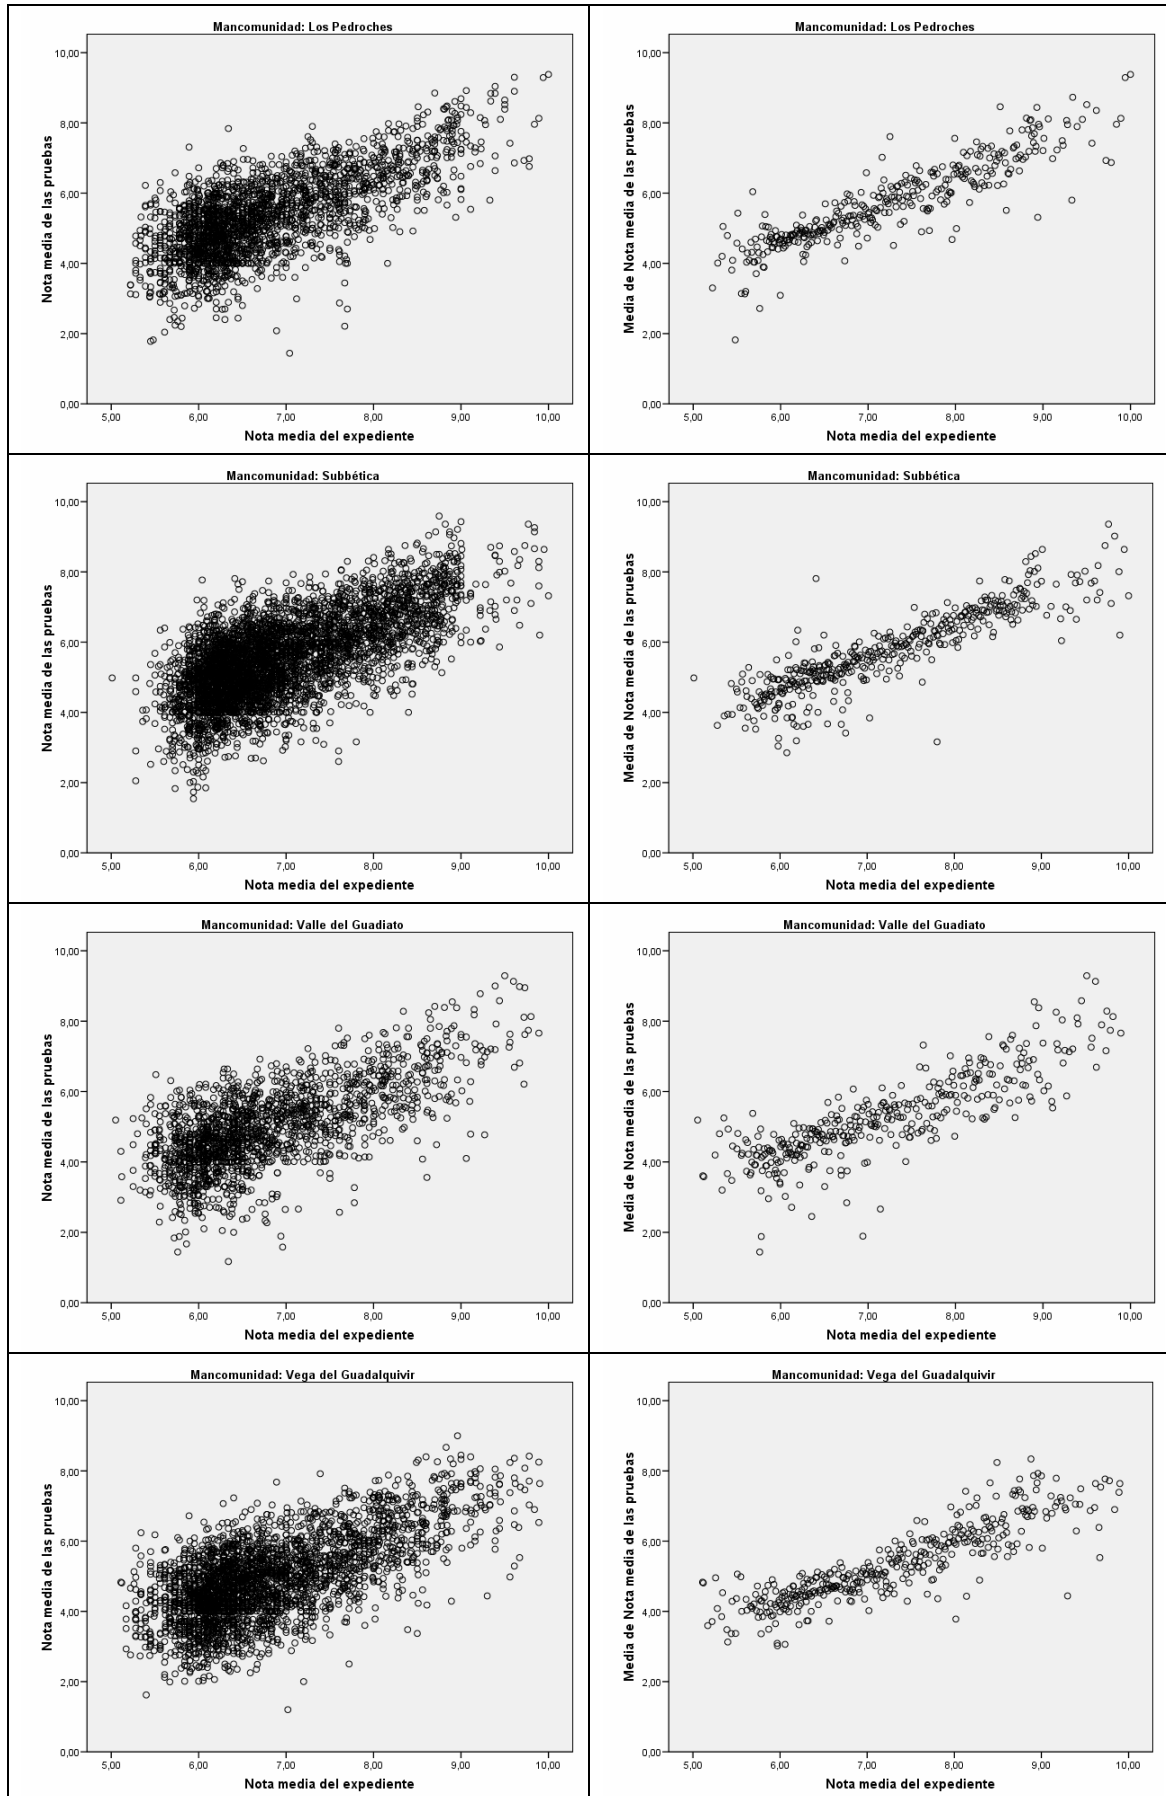 Mancomunidad: Los Pedroches
Nota media de las pruebas
10,00
8,00
6,00
4,00
2,00
0,00
5,00 6,00 7,00 8,00 9,00 10,00
Nota media del expediente
Mancomunidad: Los Pedroches
Media de Nota media de las pruebas
10,00
8,00
6,00
4,00
2,00
0,00
5,00 6,00 7,00 8,00 9,00 10,00
Nota media del expediente
Mancomunidad: Subbética
Nota media de las pruebas
10,00
8,00
6,00
4,00
2,00
0,00
5,00 6,00 7,00 8,00 9,00 10,00
Nota media del expediente
Mancomunidad: Subbética
Media de Nota media de las pruebas
10,00
8,00
6,00
4,00
2,00
0,00
5,00 6,00 7,00 8,00 9,00 10,00
Nota media del expediente
Mancomunidad: Valle del Guadiato
Nota media de las pruebas
10,00
8,00
6,00
4,00
2,00
0,00
5,00 6,00 7,00 8,00 9,00 10,00
Nota media del expediente
Mancomunidad: Valle del Guadiato
Media de Nota media de las pruebas
10,00
8,00
6,00
4,00
2,00
0,00
5,00 6,00 7,00 8,00 9,00 10,00
Nota media del expediente
Mancomunidad: Vega del Guadalquivir
Nota media de las pruebas
10,00
8,00
6,00
4,00
2,00
0,00
5,00 6,00 7,00 8,00 9,00 10,00
Nota media del expediente
Mancomunidad: Vega del Guadalquivir
Media de Nota media de las pruebas
10,00
8,00
6,00
4,00
2,00
0,00
5,00 6,00 7,00 8,00 9,00 10,00
Nota media del expediente